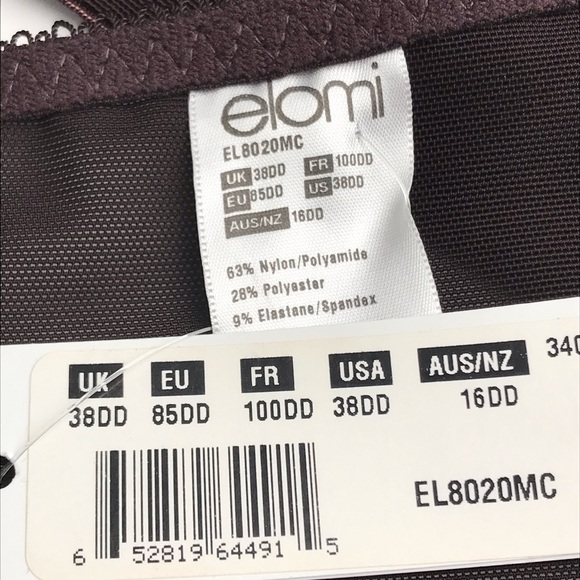 elomi
EL8020MC
UK 38DD FR 100DD
EU 85DD US 38DD
AUS/NZ 16DD
63% Nylon/Polyamide
28% Polyester
9% Elastane/Spandex
UK EU FR USA AUS/NZ 340
38DD 85DD 100DD 38DD 16DD
EL8020MC
6 52819 64491 5